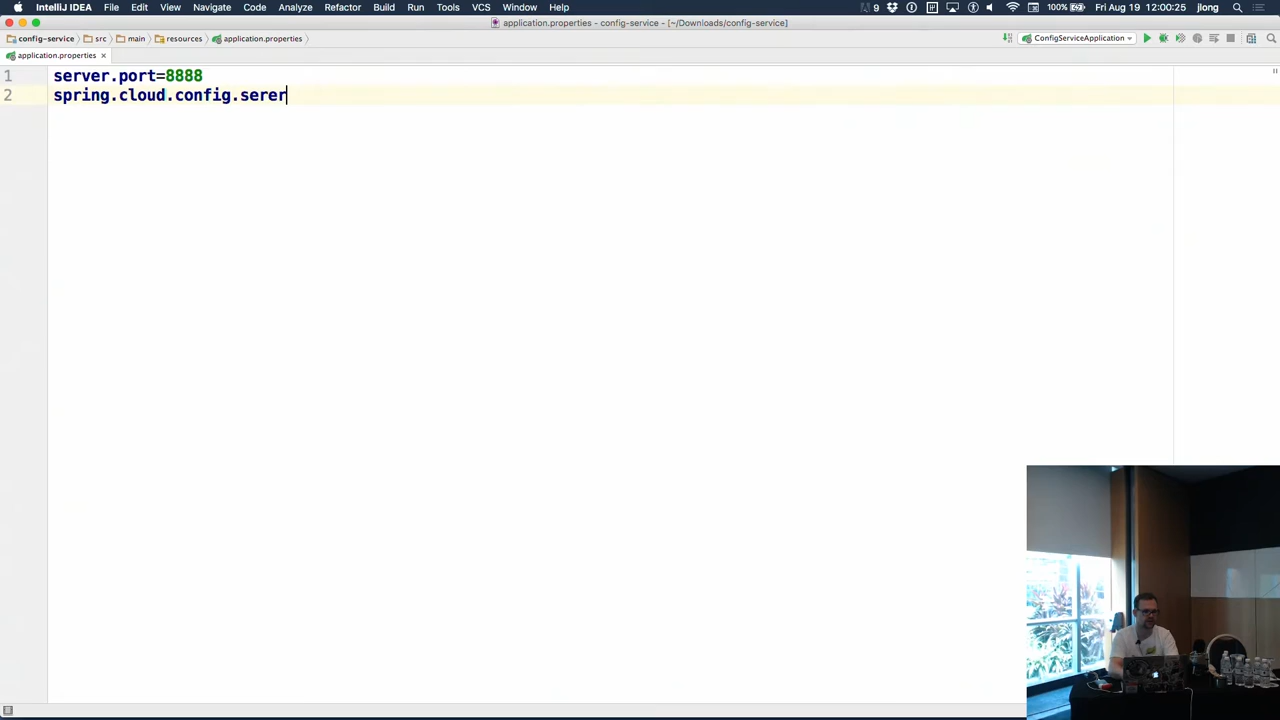 IntelliJ IDEA File Edit View Navigate Code Analyze Refactor Build Run Tools VCS Window Help 9 100% Fri Aug 19 12:00:25 jlong
application.properties - config-service - [~/Downloads/config-service]
config-service src main resources application.properties ConfigServiceApplication
application.properties
1 server.port=8888
2 spring.cloud.config.serer